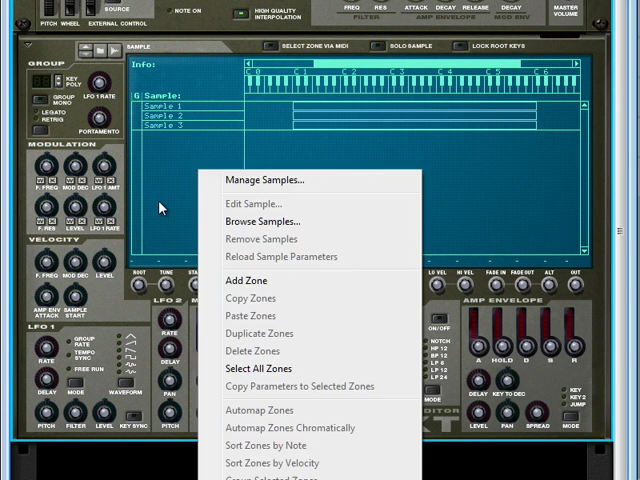 SOURCE
PITCH WHEEL EXTERNAL CONTROL
NOTE ON
HIGH QUALITY
INTERPOLATION
FREQ RES
FILTER
ATTACK DECAY RELEASE
AMP ENVELOPE
DECAY
MOD ENV
MASTER
VOLUME
SAMPLE
SELECT ZONE VIA MIDI
SOLO SAMPLE
LOCK ROOT KEYS
GROUP
KEY
POLY
LFO 1 RATE
GROUP
MONO
LEGATO
RETRIG
PORTAMENTO
Info:
C 0 C 1 C 2 C 3 C 4 C 5 C 6
G Sample:
Sample 1
Sample 2
Sample 3
MODULATION
W X W X W X
F. FREQ MOD DEC LFO 1 AMT
W X W X W X
F. RES LEVEL LFO 1 RATE
VELOCITY
F. FREQ MOD DEC LEVEL
AMP ENV
ATTACK
SAMPLE
START
ROOT TUNE
LO VEL HI VEL FADE IN FADE OUT ALT OUT
LFO 1
RATE
GROUP
RATE
TEMPO
SYNC
FREE RUN
MODE
WAVEFORM
PITCH FILTER LEVEL KEY SYNC
LFO 2
RATE
DELAY
PAN
PITCH
Manage Samples...
Edit Sample...
Browse Samples...
Remove Samples
Reload Sample Parameters
Add Zone
Copy Zones
Paste Zones
Duplicate Zones
Delete Zones
Select All Zones
Copy Parameters to Selected Zones
Automap Zones
Automap Zones Chromatically
Sort Zones by Note
Sort Zones by Velocity
Group Selected Zones
ON/OFF
NOTCH
HP 12
BP 12
LP 6
LP 12
LP 24
MODE
AMP ENVELOPE
A HOLD D S R
DELAY KEY TO DEC
LEVEL PAN SPREAD
KEY
KEY 2
JUMP
MODE